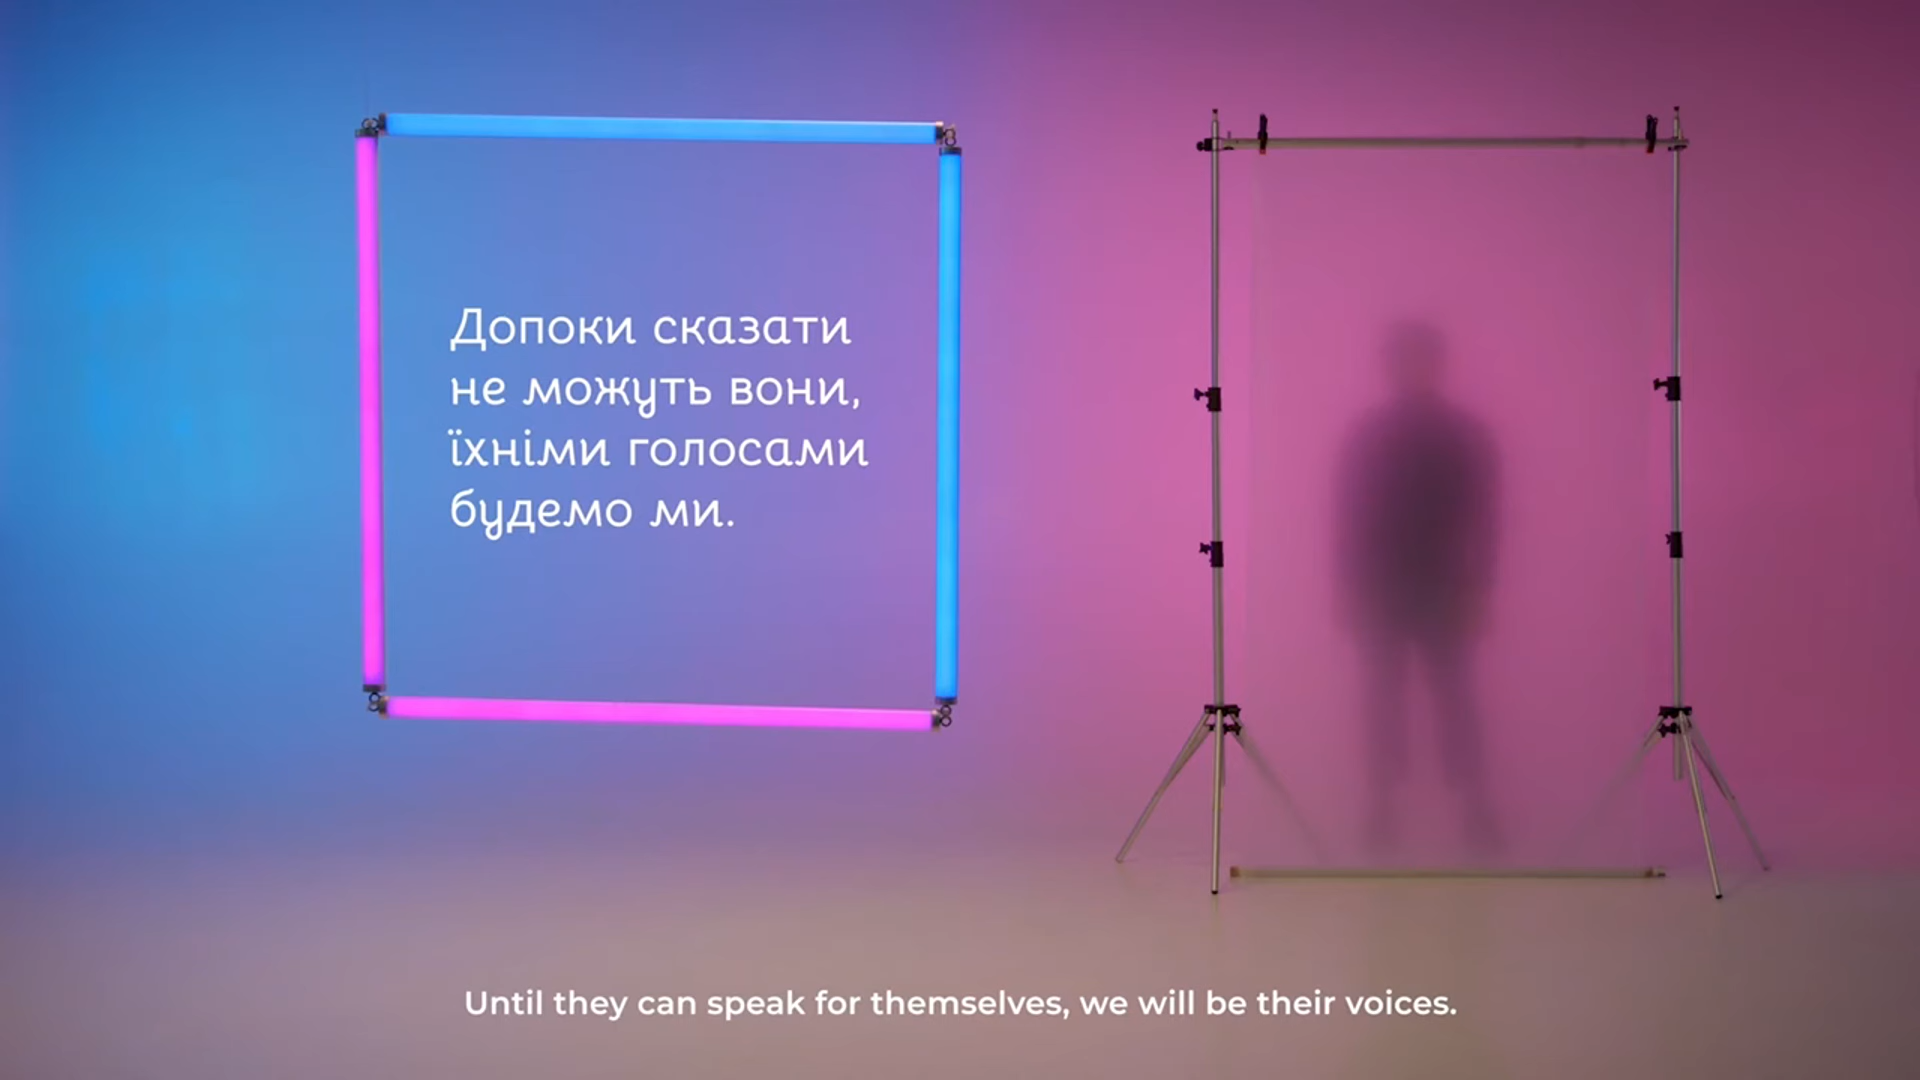 Допоки сказати
не можуть вони,
їхніми голосами
будемо ми.
Until they can speak for themselves, we will be their voices.